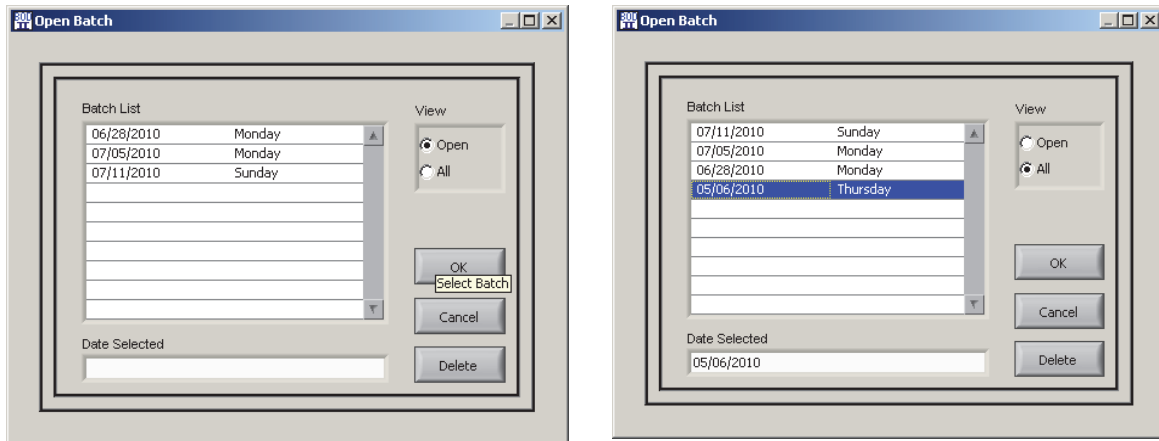 Open Batch
Batch List
View
06/28/2010 Monday
07/05/2010 Monday
07/11/2010 Sunday
Open
All
OK
Select Batch
Cancel
Date Selected
Delete
Open Batch
Batch List
View
07/11/2010 Sunday
07/05/2010 Monday
06/28/2010 Monday
05/06/2010 Thursday
Open
All
OK
Cancel
Date Selected
05/06/2010
Delete